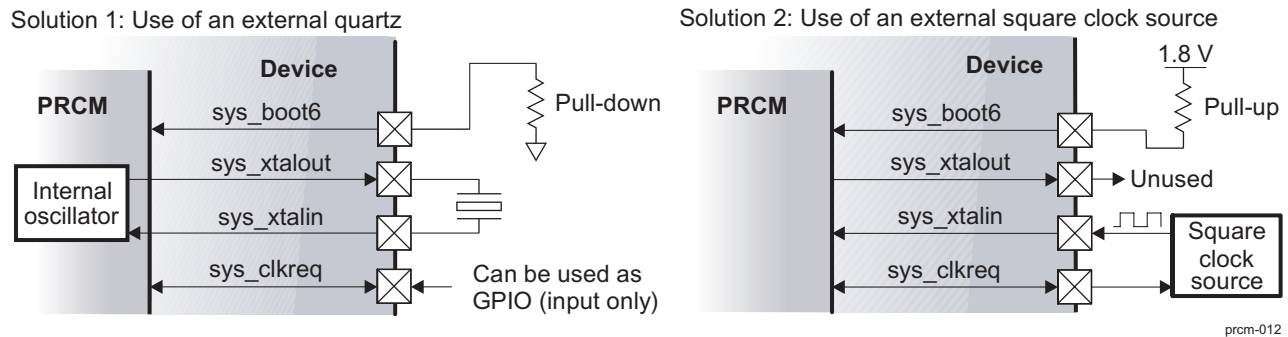 Solution 1: Use of an external quartz
Device
PRCM
sys_boot6
Pull-down
sys_xtalout
Internal
oscillator
sys_xtalin
sys_clkreq
Can be used as
GPIO (input only)
Solution 2: Use of an external square clock source
1.8 V
Device
PRCM
sys_boot6
Pull-up
sys_xtalout
Unused
sys_xtalin
Square
clock
source
sys_clkreq
prcm-012